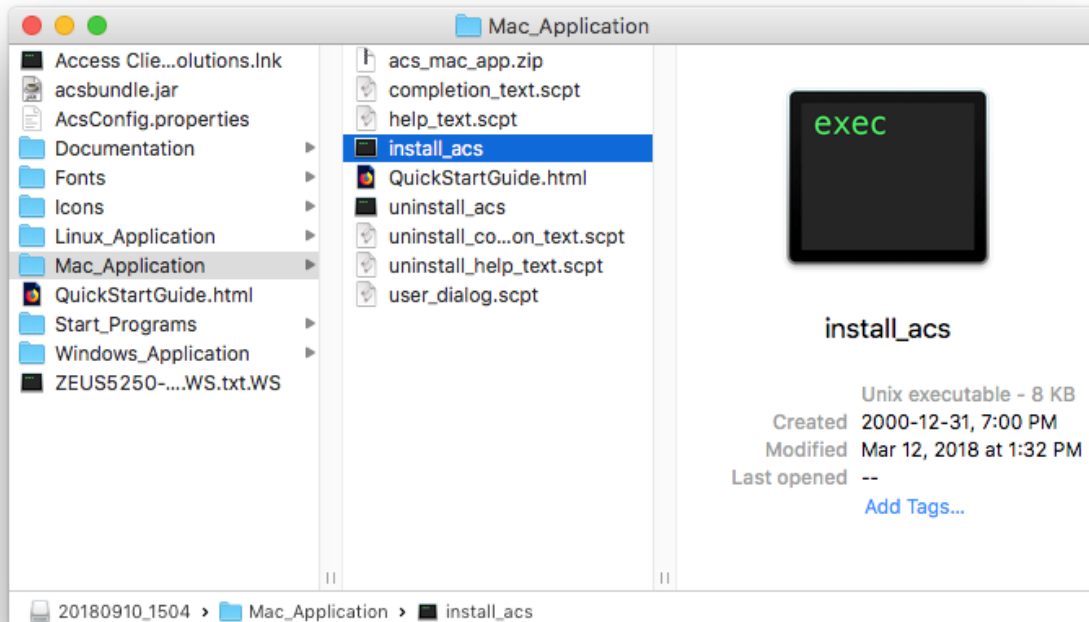 Mac_Application
Access Clie...olutions.lnk
acsbundle.jar
AcsConfig.properties
Documentation
Fonts
Icons
Linux_Application
Mac_Application
QuickStartGuide.html
Start_Programs
Windows_Application
ZEUS5250-....WS.txt.WS
acs_mac_app.zip
completion_text.scpt
help_text.scpt
install_acs
QuickStartGuide.html
uninstall_acs
uninstall_co...on_text.scpt
uninstall_help_text.scpt
user_dialog.scpt
exec
install_acs
Unix executable - 8 KB
Created 2000-12-31, 7:00 PM
Modified Mar 12, 2018 at 1:32 PM
Last opened --
Add Tags...
20180910_1504 › Mac_Application › install_acs